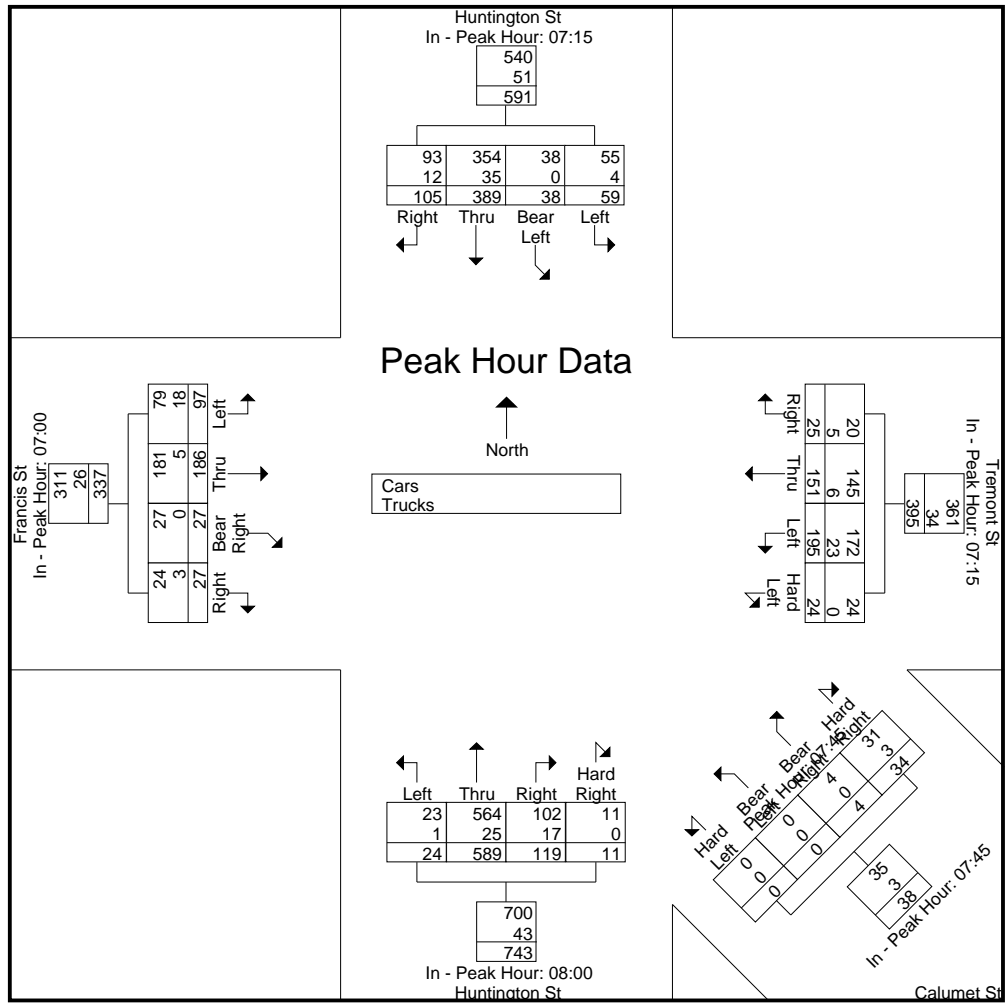 Huntington St
In - Peak Hour: 07:15
540
51
591
93 354 38 55
12 35 0 4
105 389 38 59
Right Thru Bear Left Left
Peak Hour Data
North
Cars
Trucks
Francis St
In - Peak Hour: 07:00
311
26
337
79 18 97 Left
181 5 186 Thru
27 0 27 Bear Right
24 3 27 Right
Tremont St
In - Peak Hour: 07:15
361
34
395
Right 25 5 20
Thru 151 6 145
Left 195 23 172
Hard Left 24 0 24
Left Thru Right Hard Right
23 564 102 11
1 25 17 0
24 589 119 11
700
43
743
In - Peak Hour: 08:00
Huntington St
Hard Left 0 0 0
Bear Left 0 0 0
Bear Right 4 0 4
Hard Right 31 3 34
Peak Hour: 07:45
35
3
38
In - Peak Hour: 07:45
Calumet St